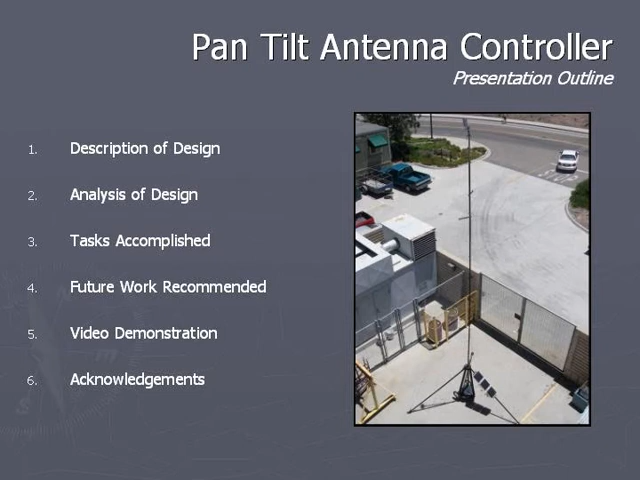 Pan Tilt Antenna Controller
Presentation Outline
1. Description of Design
2. Analysis of Design
3. Tasks Accomplished
4. Future Work Recommended
5. Video Demonstration
6. Acknowledgements